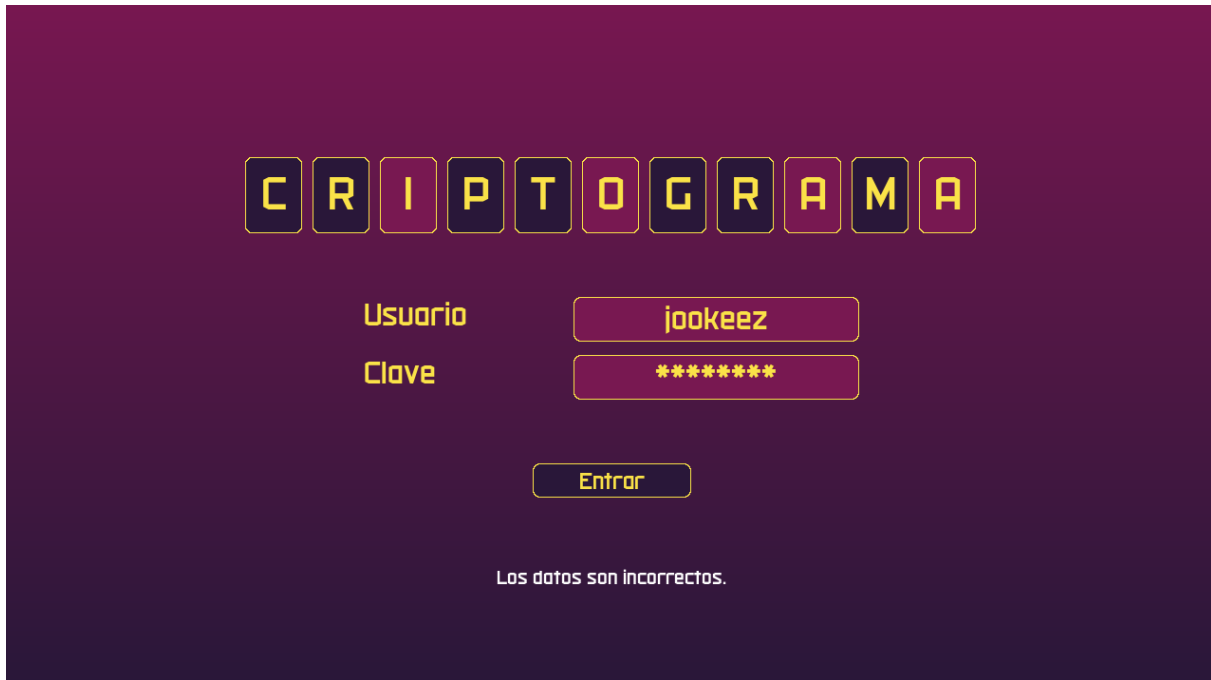 CRIPTOGRAMA
Usuario jookeez
Clave ********
Entrar
Los datos son incorrectos.